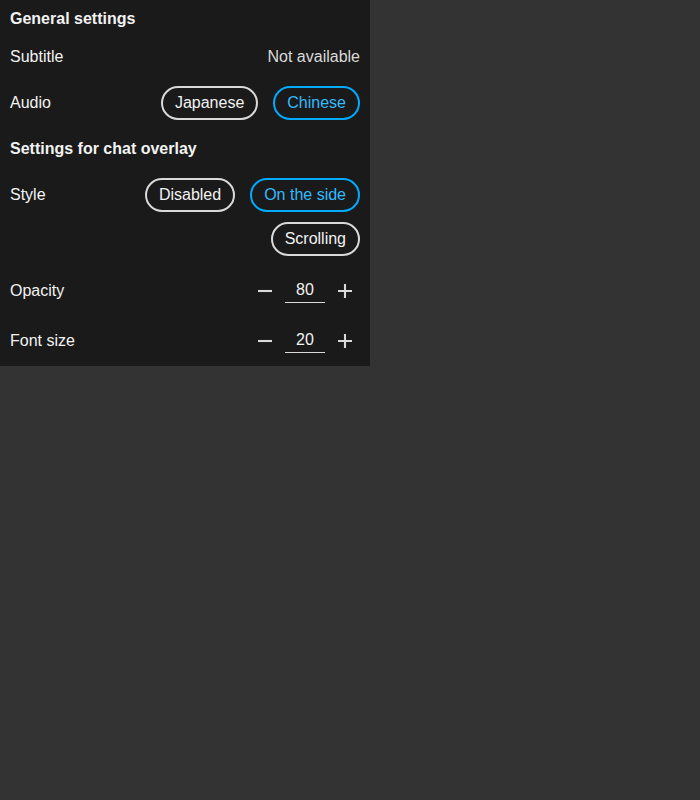 General settings
Subtitle Not available
Audio Japanese Chinese
Settings for chat overlay
Style Disabled On the side
Scrolling
Opacity 80
Font size 20